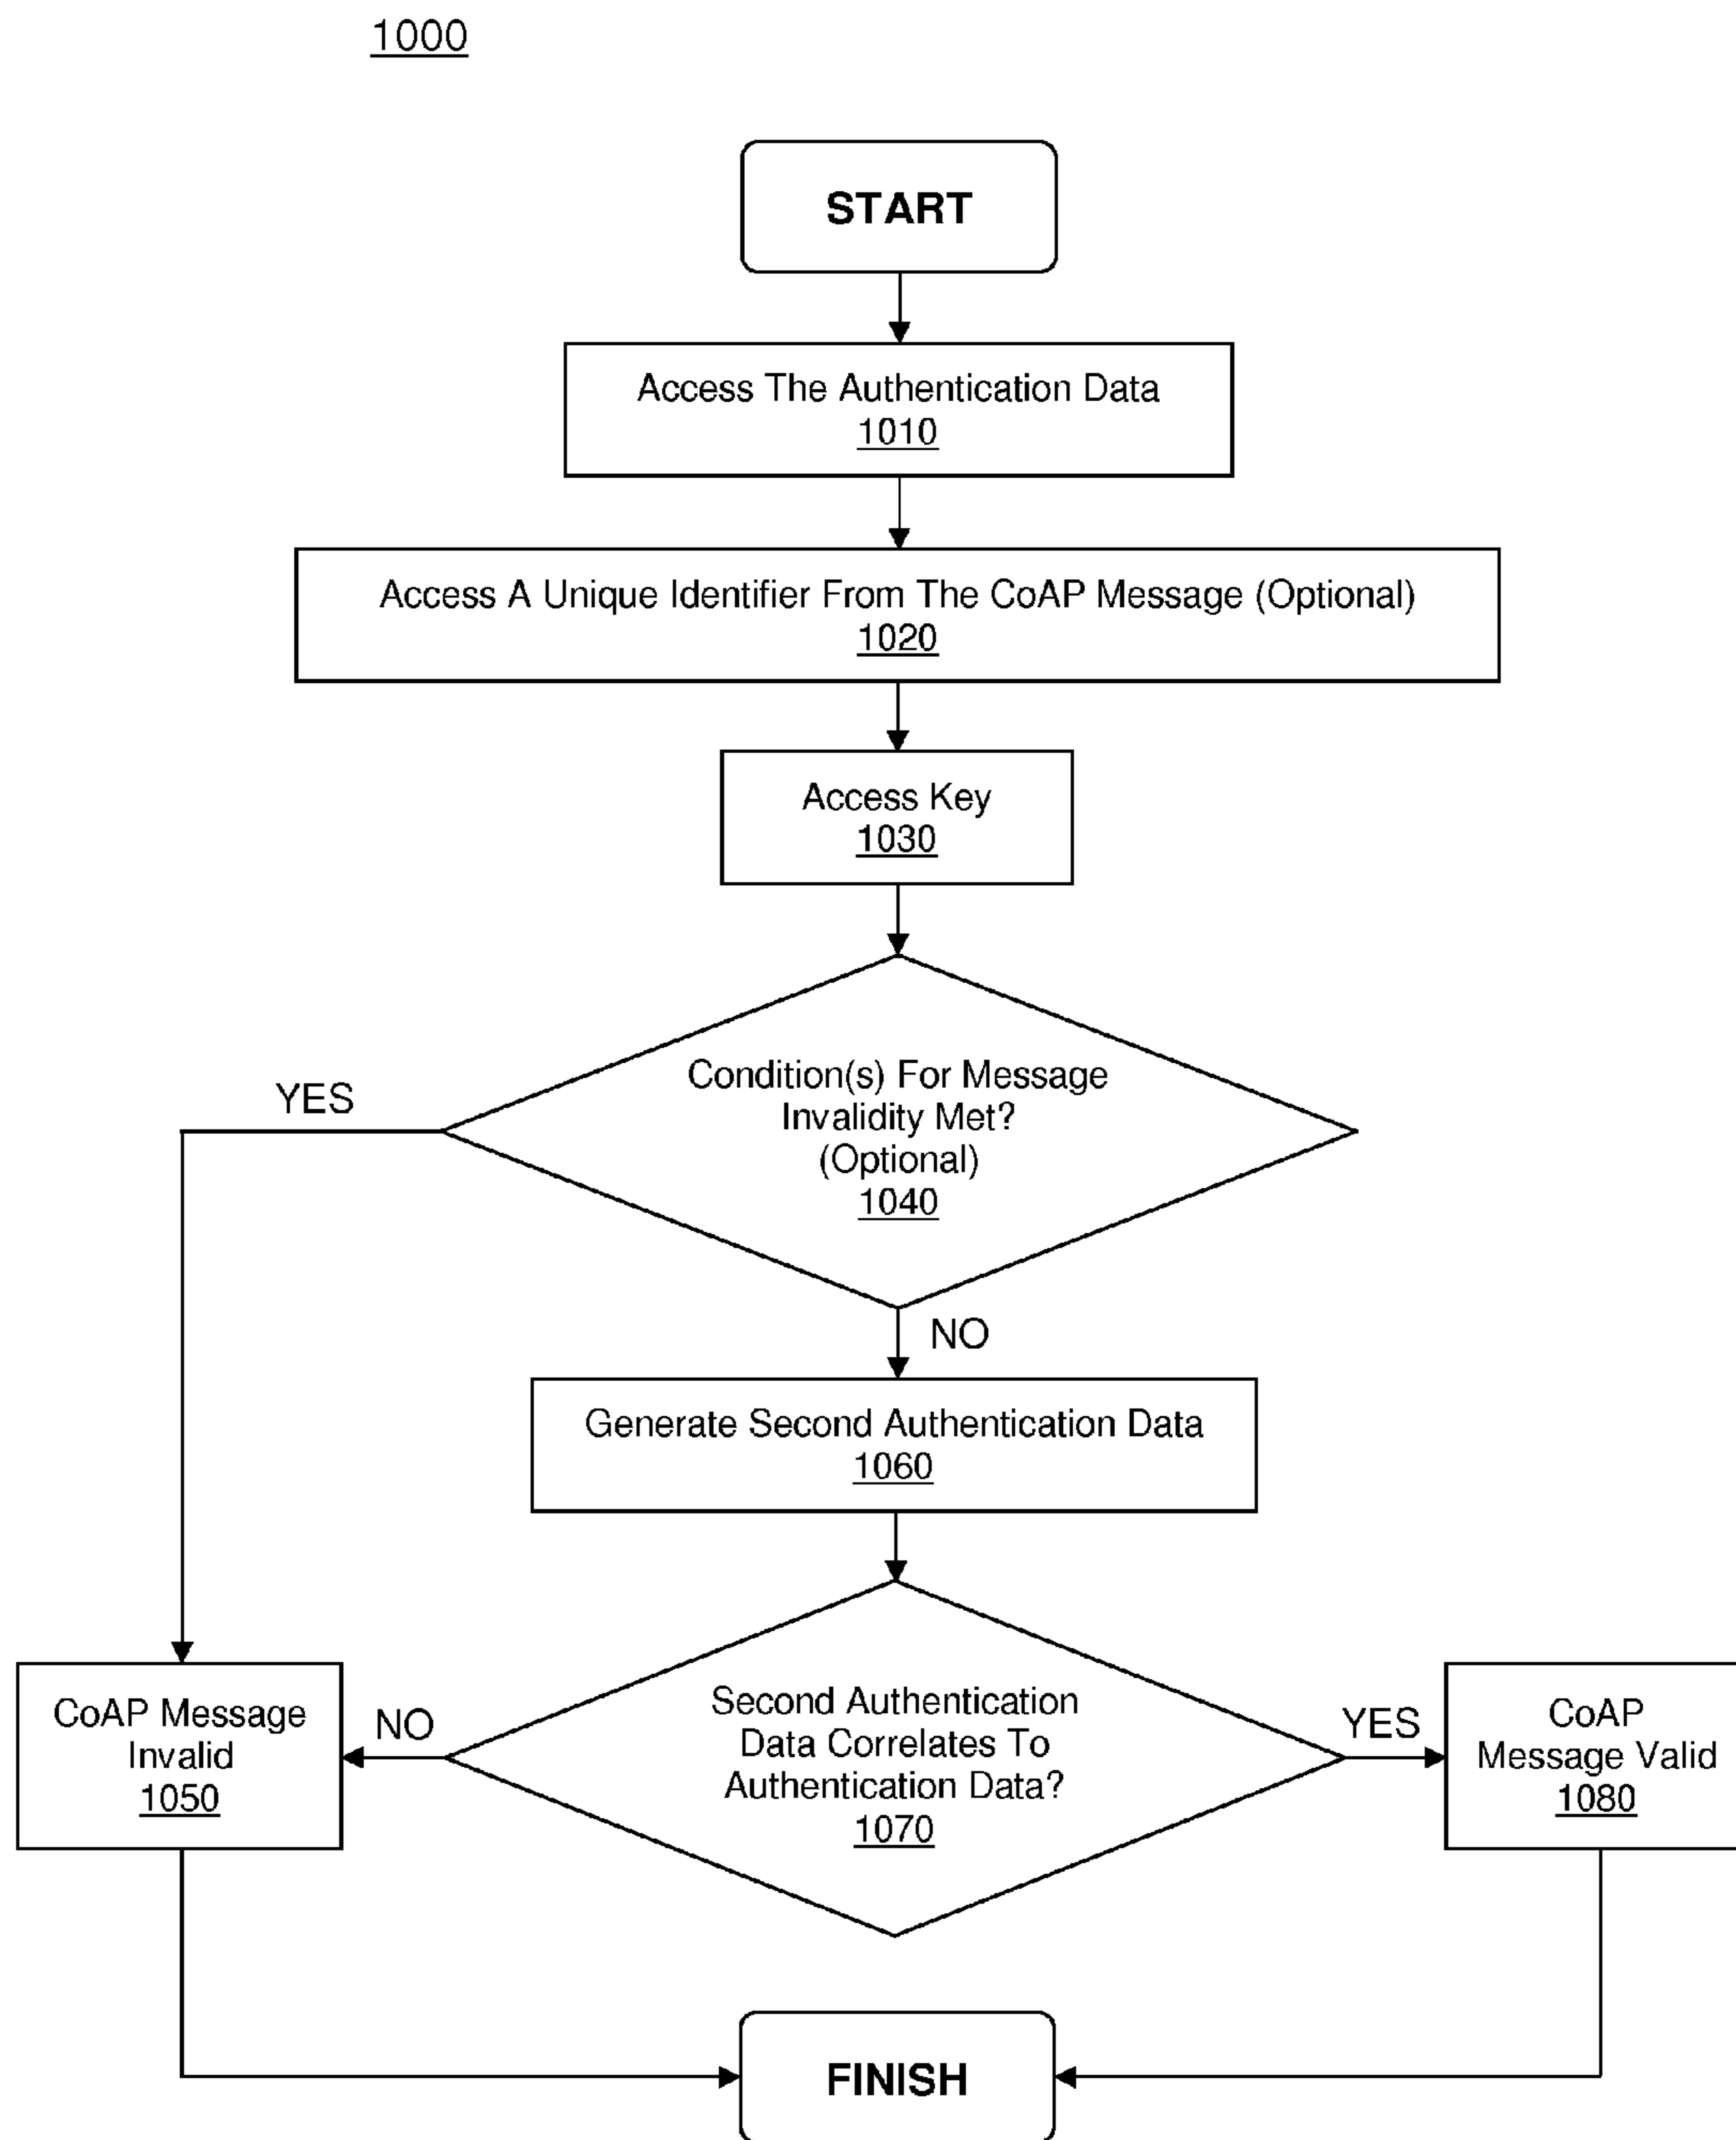 1000
START
Access The Authentication Data
1010
Access A Unique Identifier From The CoAP Message (Optional)
1020
Access Key
1030
Condition(s) For Message
Invalidity Met?
(Optional)
1040
YES
NO
Generate Second Authentication Data
1060
Second Authentication
Data Correlates To
Authentication Data?
1070
NO
YES
CoAP Message
Invalid
1050
CoAP
Message Valid
1080
FINISH